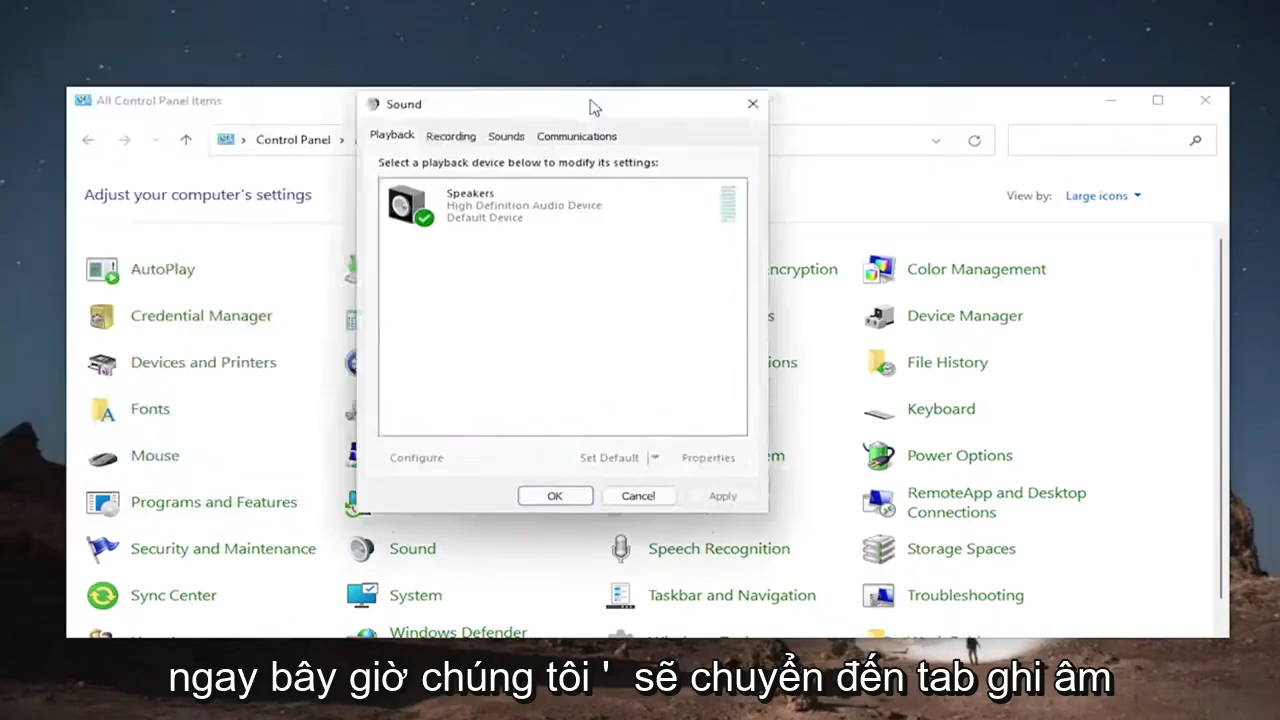 All Control Panel Items
Sound
Playback Recording Sounds Communications
Control Panel
Select a playback device below to modify its settings:
Speakers
High Definition Audio Device
Default Device
Adjust your computer's settings
View by: Large icons
AutoPlay
ncryption
Color Management
Credential Manager
s
Device Manager
Devices and Printers
ions
File History
Fonts
Keyboard
Mouse
em
Power Options
Configure Set Default Properties
OK Cancel Apply
Programs and Features
RemoteApp and Desktop
Connections
Security and Maintenance
Sound
Speech Recognition
Storage Spaces
Sync Center
System
Taskbar and Navigation
Troubleshooting
Windows Defender
ngay bây giờ chúng tôi ' sẽ chuyển đến tab ghi âm